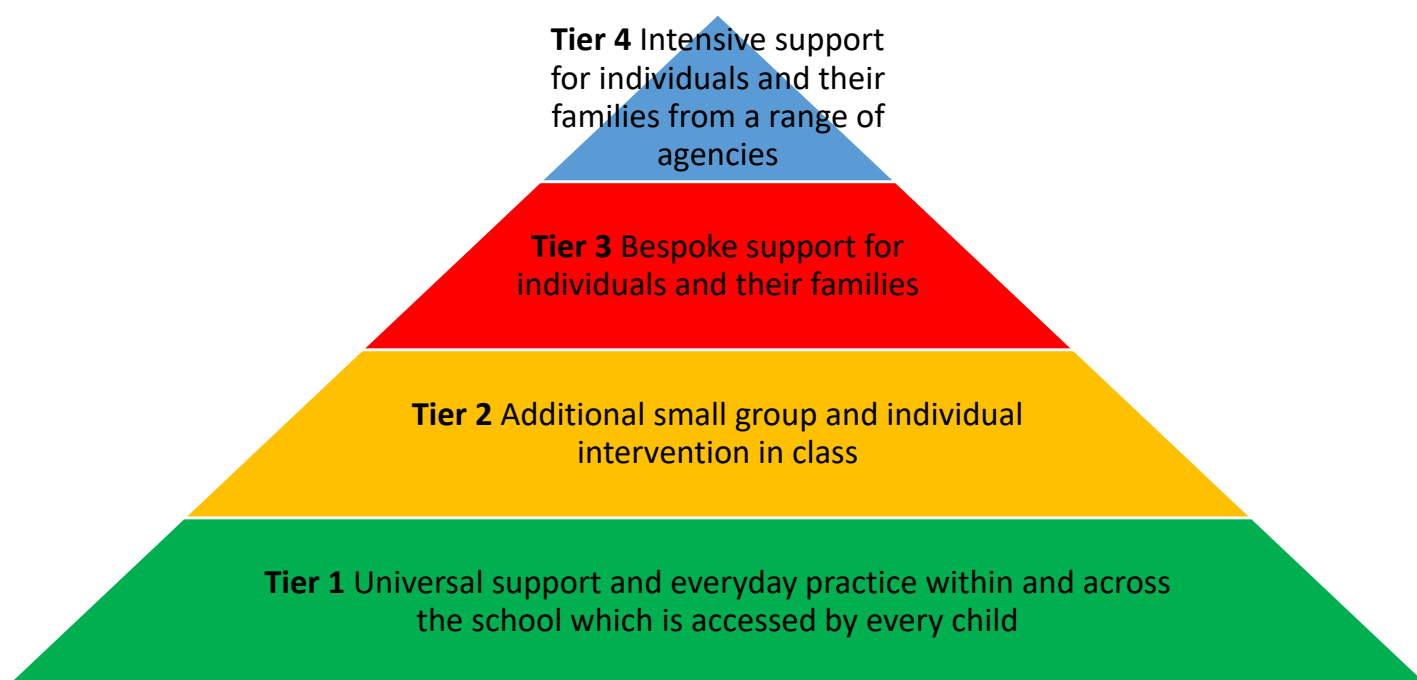 Tier 4 Intensive support
for individuals and their
families from a range of
agencies
Tier 3 Bespoke support for
individuals and their families
Tier 2 Additional small group and individual
intervention in class
Tier 1 Universal support and everyday practice within and across
the school which is accessed by every child